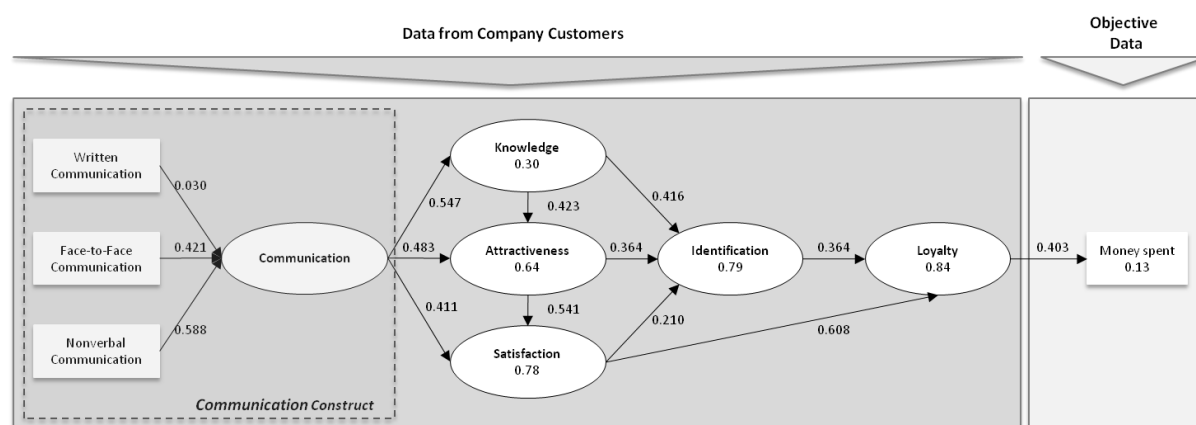 Data from Company Customers
Objective
Data
Written
Communication
0.030
Face-to-Face
Communication
0.421
Nonverbal
Communication
0.588
Communication
Communication Construct
0.547
0.483
0.411
Knowledge
0.30
0.423
Attractiveness
0.64
0.541
Satisfaction
0.78
0.416
0.364
0.210
Identification
0.79
0.364
0.608
Loyalty
0.84
0.403
Money spent
0.13